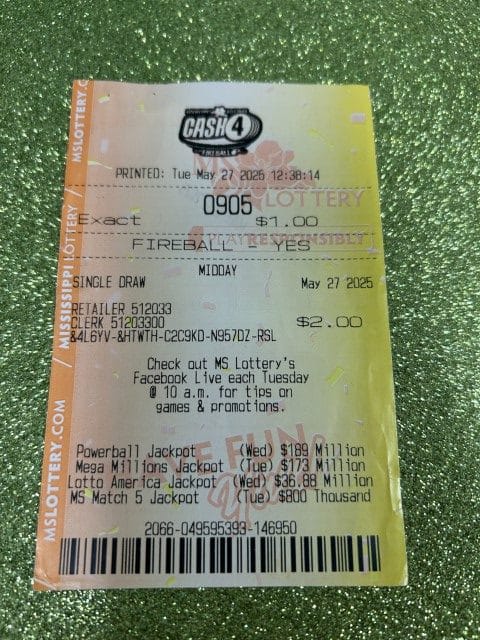 CASH 4
FIREBALL
PRINTED: Tue May 27 2025 12:38:14
LOTTERY
0905
Exact $1.00
PLAY RESPONSIBLY
FIREBALL YES
MIDDAY
SINGLE DRAW May 27 2025
RETAILER 512033
CLERK 51203300 $2.00
&4L6YV-&HTWTH-C2C9KD-N957DZ-RSL
Check out MS Lottery's
Facebook Live each Tuesday
@ 10 a.m. for tips on
games & promotions.
Powerball Jackpot (Wed) $189 Million
Mega Millions Jackpot (Tue) $173 Million
Lotto America Jackpot (Wed) $36.88 Million
MS Match 5 Jackpot (Tue) $800 Thousand
2066-049595393-146950
MSLOTTERY.COM / MISSISSIPPI LOTTERY / MSLOTTERY.C